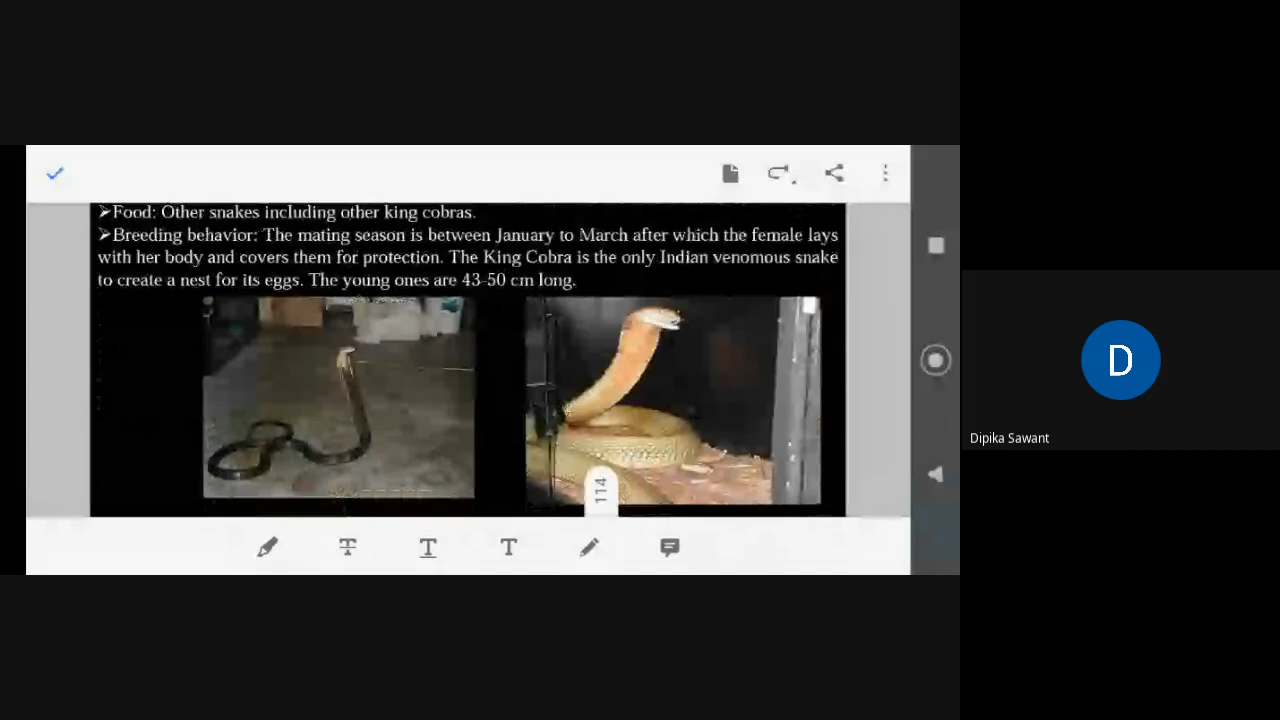 ➢Food: Other snakes including other king cobras.
➢Breeding behavior: The mating season is between January to March after which the female lays
with her body and covers them for protection. The King Cobra is the only Indian venomous snake
to create a nest for its eggs. The young ones are 43-50 cm long.
114
T
T
T
D
Dipika Sawant